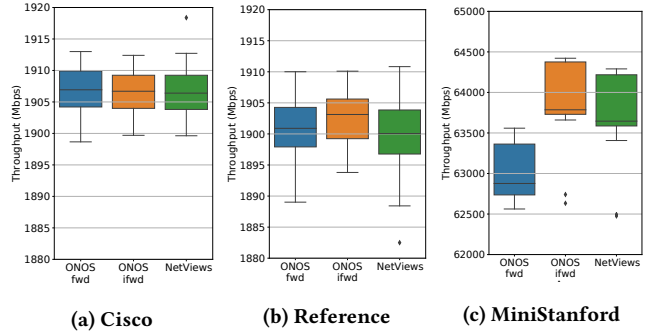 1920
1915
1910
1905
1900
1895
1890
1885
1880
Throughput (Mbps)
ONOS fwd
ONOS ifwd
NetViews
(a) Cisco
1920
1915
1910
1905
1900
1895
1890
1885
1880
Throughput (Mbps)
ONOS fwd
ONOS ifwd
NetViews
(b) Reference
65000
64500
64000
63500
63000
62500
62000
Throughput (Mbps)
ONOS fwd
ONOS ifwd
NetViews
(c) MiniStanford